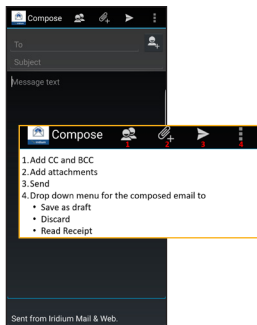 Compose
To
Subject
Message text
Compose
1 2 3 4
1.Add CC and BCC
2.Add attachments
3.Send
4.Drop down menu for the composed email to
• Save as draft
• Discard
• Read Receipt
Sent from Iridium Mail & Web.